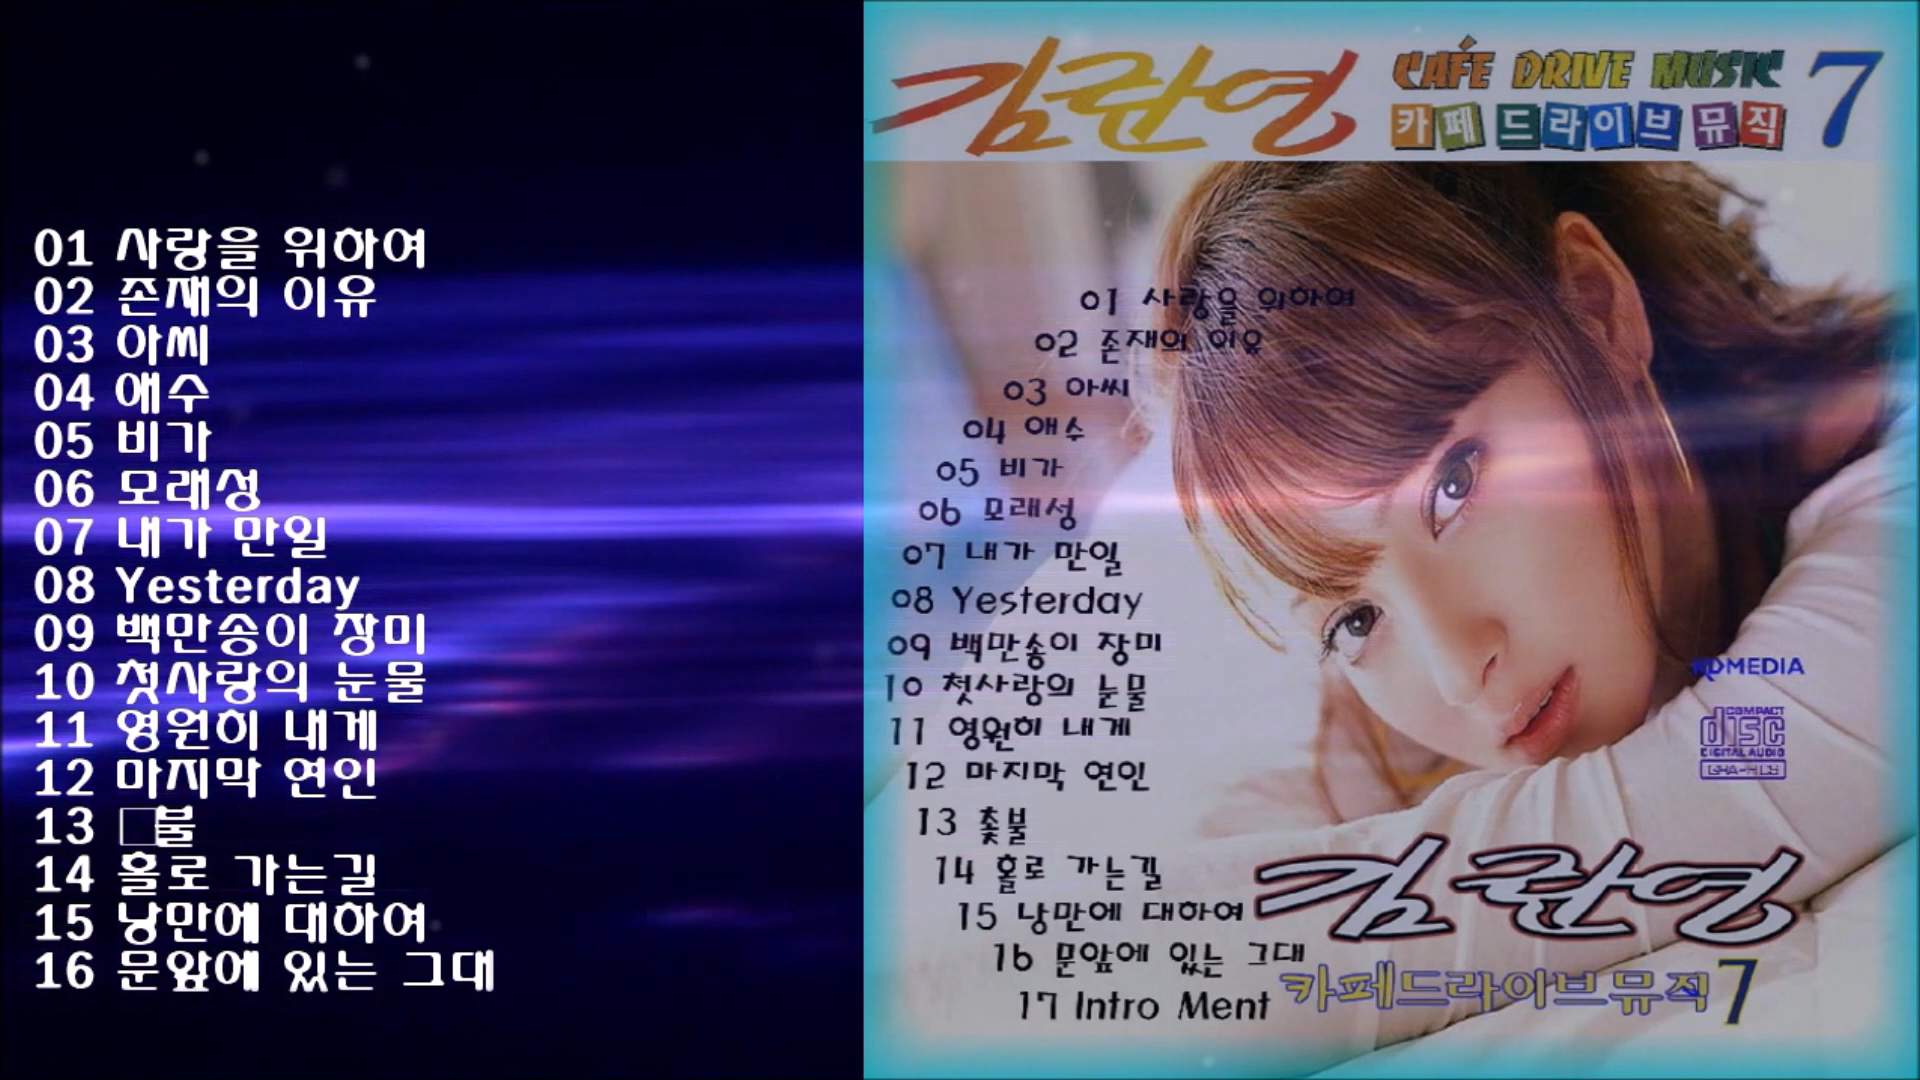 01 사랑을 위하여
02 존재의 이유
03 아씨
04 애수
05 비가
06 모래성
07 내가 만일
08 Yesterday
09 백만송이 장미
10 첫사랑의 눈물
11 영원히 내게
12 마지막 연인
13 □불
14 홀로 가는길
15 낭만에 대하여
16 문앞에 있는 그대
김란영 CAFÉ DRIVE MUSIC 7
카페 드라이브 뮤직
01 사랑을 위하여
02 존재의 이유
03 아씨
04 애수
05 비가
06 모래성
07 내가 만일
08 Yesterday
09 백만송이 장미
10 첫사랑의 눈물
11 영원히 내게
12 마지막 연인
13 촛불
14 홀로 가는길
15 낭만에 대하여
16 문앞에 있는 그대
17 Intro Ment
MEDIA
COMPACT
disc
DIGITAL AUDIO
김란영
카페드라이브뮤직 7